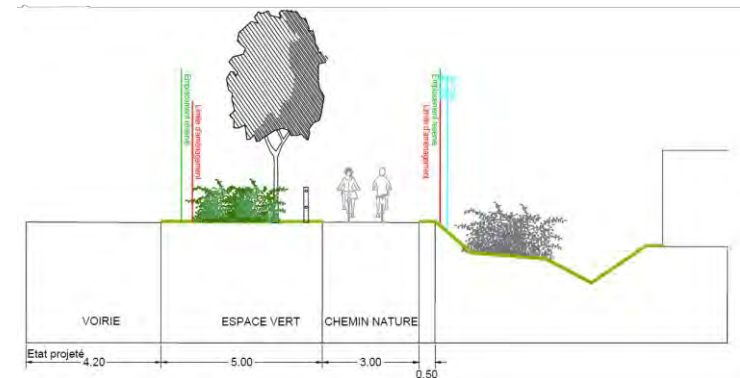 Emplacement réservé
Limite d'aménagement
Emplacement réservé
Limite d'aménagement
VOIRIE
ESPACE VERT
CHEMIN NATURE
Etat projeté
4.20
5.00
3.00
0.50